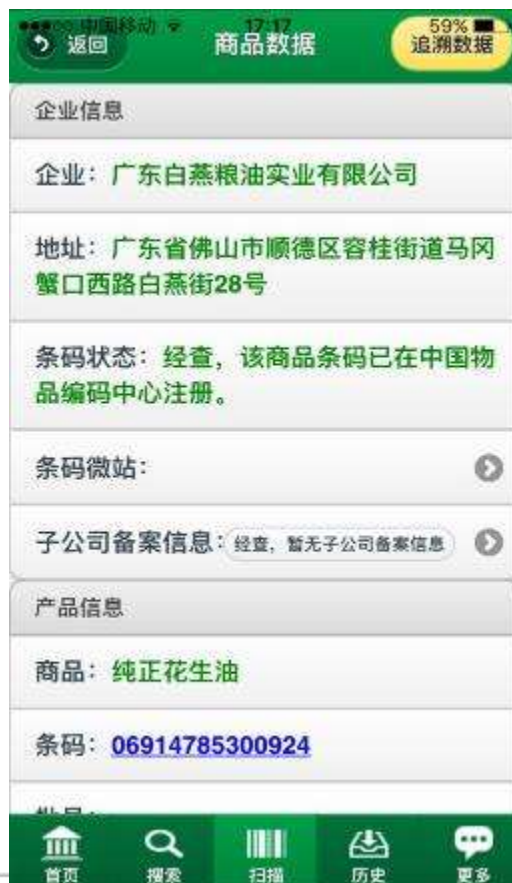 中国移动 17:17 59%
返回 商品数据 追溯数据
企业信息
企业：广东白燕粮油实业有限公司
地址：广东省佛山市顺德区容桂街道马冈
蟹口西路白燕街28号
条码状态：经查，该商品条码已在中国物
品编码中心注册。
条码微站：
子公司备案信息：经查，暂无子公司备案信息
产品信息
商品：纯正花生油
条码：06914785300924
首页 搜索 扫描 历史 更多